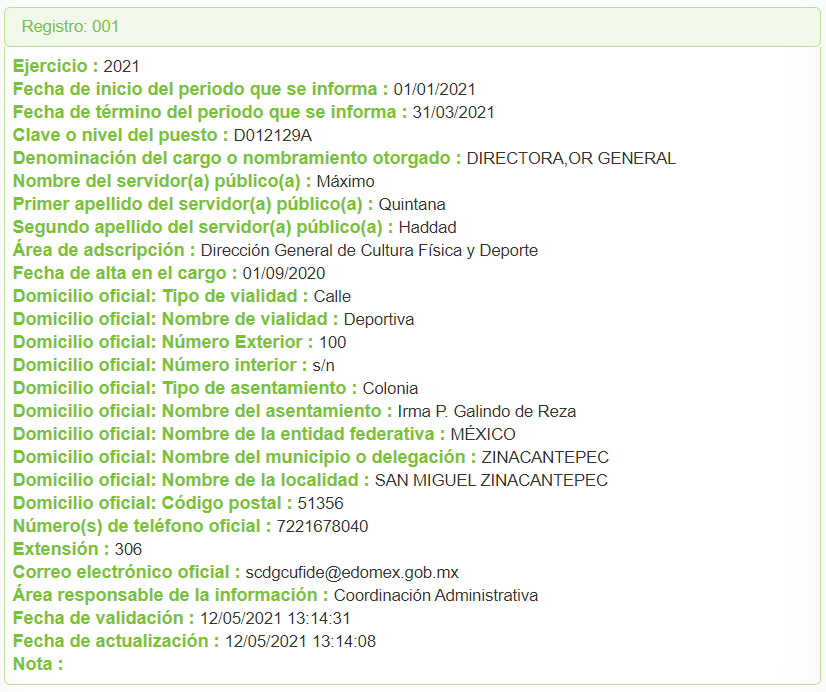 Registro: 001
Ejercicio : 2021
Fecha de inicio del periodo que se informa : 01/01/2021
Fecha de término del periodo que se informa : 31/03/2021
Clave o nivel del puesto : D012129A
Denominación del cargo o nombramiento otorgado : DIRECTORA,OR GENERAL
Nombre del servidor(a) público(a) : Máximo
Primer apellido del servidor(a) público(a) : Quintana
Segundo apellido del servidor(a) público(a) : Haddad
Área de adscripción : Dirección General de Cultura Física y Deporte
Fecha de alta en el cargo : 01/09/2020
Domicilio oficial: Tipo de vialidad : Calle
Domicilio oficial: Nombre de vialidad : Deportiva
Domicilio oficial: Número Exterior : 100
Domicilio oficial: Número interior : s/n
Domicilio oficial: Tipo de asentamiento : Colonia
Domicilio oficial: Nombre del asentamiento : Irma P. Galindo de Reza
Domicilio oficial: Nombre de la entidad federativa : MÉXICO
Domicilio oficial: Nombre del municipio o delegación : ZINACANTEPEC
Domicilio oficial: Nombre de la localidad : SAN MIGUEL ZINACANTEPEC
Domicilio oficial: Código postal : 51356
Número(s) de teléfono oficial : 7221678040
Extensión : 306
Correo electrónico oficial : scdgcufide@edomex.gob.mx
Área responsable de la información : Coordinación Administrativa
Fecha de validación : 12/05/2021 13:14:31
Fecha de actualización : 12/05/2021 13:14:08
Nota :